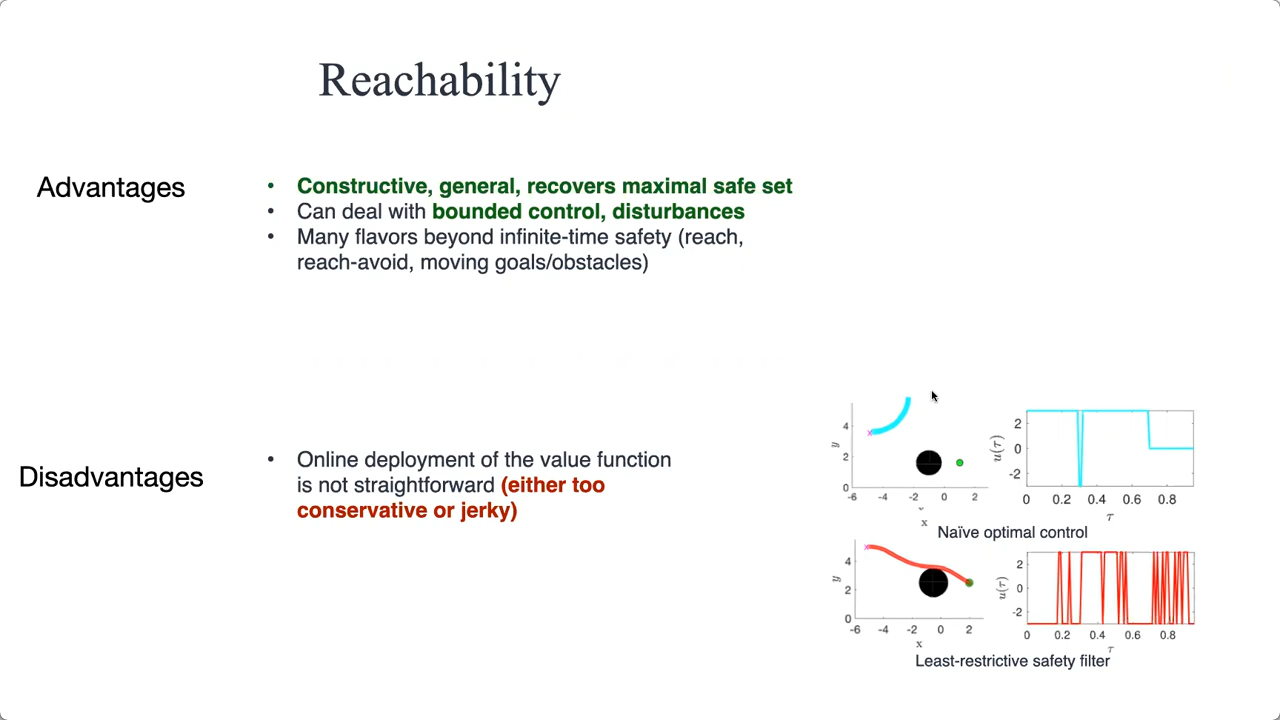 Reachability
Advantages
• Constructive, general, recovers maximal safe set
• Can deal with bounded control, disturbances
• Many flavors beyond infinite-time safety (reach,
reach-avoid, moving goals/obstacles)
Disadvantages
• Online deployment of the value function
is not straightforward (either too
conservative or jerky)
y
4
2
0
-6 -4 -2 0 2
x
u(τ)
2
0
-2
0 0.2 0.4 0.6 0.8
τ
Naïve optimal control
y
4
2
0
-6 -4 -2 0 2
x
u(τ)
2
0
-2
0 0.2 0.4 0.6 0.8
τ
Least-restrictive safety filter